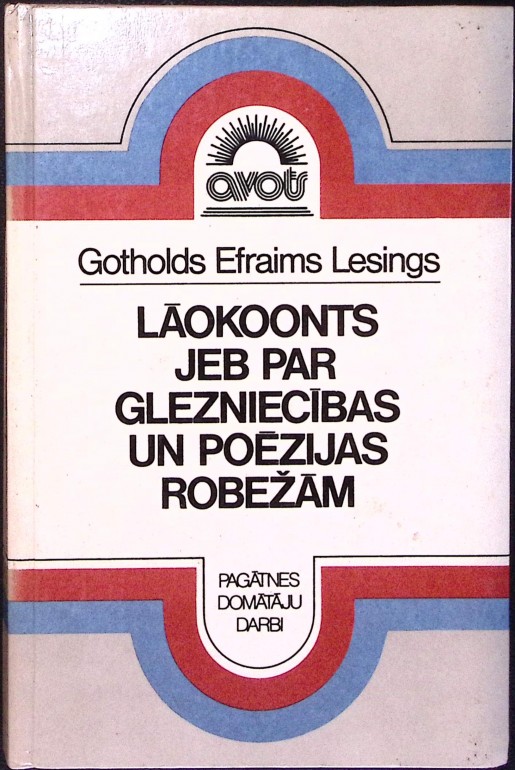 avots
Gotholds Efraims Lesings
LĀOKOONTS
JEB PAR
GLEZNIECĪBAS
UN POĒZIJAS
ROBEŽĀM
PAGĀTNES
DOMĀTĀJU
DARBI